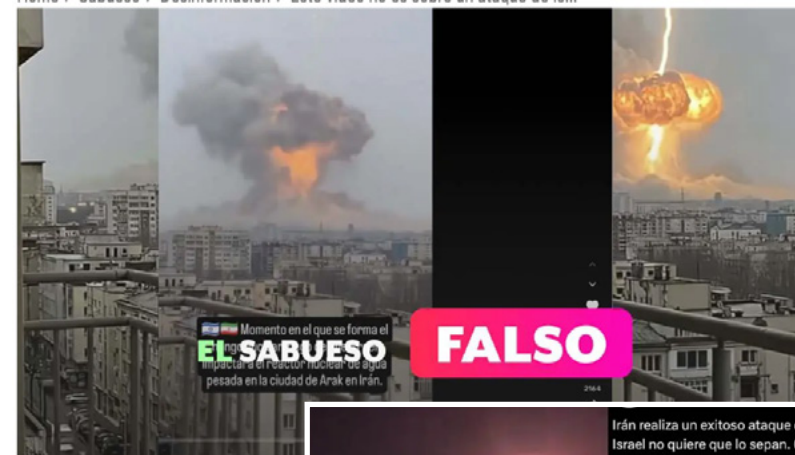 🇮🇱🇮🇷 Momento en el que se forma el
EL SABUESO
FALSO
impactara el reactor nuclear de agua
pesada en la ciudad de Arak en Irán.
2164
Irán realiza un exitoso ataque
Israel no quiere que lo sepan.